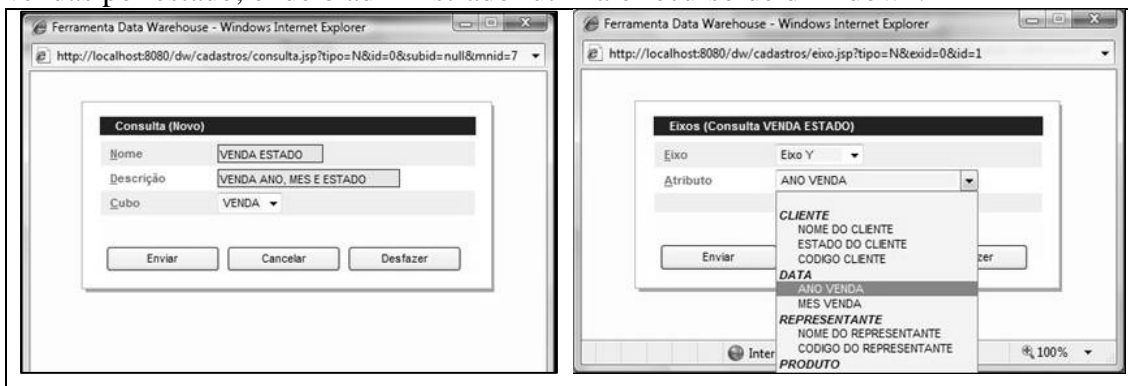 Ferramenta Data Warehouse - Windows Internet Explorer
http://localhost:8080/dw/cadastros/consulta.jsp?tipo=N&id=0&subid=null&mnid=7
Consulta (Novo)
Nome VENDA ESTADO
Descrição VENDA ANO, MES E ESTADO
Cubo VENDA
Enviar Cancelar Desfazer
Ferramenta Data Warehouse - Windows Internet Explorer
http://localhost:8080/dw/cadastros/eixo.jsp?tipo=N&exid=0&id=1
Eixos (Consulta VENDA ESTADO)
Eixo Eixo Y
Atributo ANO VENDA
CLIENTE
NOME DO CLIENTE
ESTADO DO CLIENTE
CODIGO CLIENTE
DATA
ANO VENDA
MES VENDA
REPRESENTANTE
NOME DO REPRESENTANTE
CODIGO DO REPRESENTANTE
PRODUTO
Enviar zer
Inter 100%